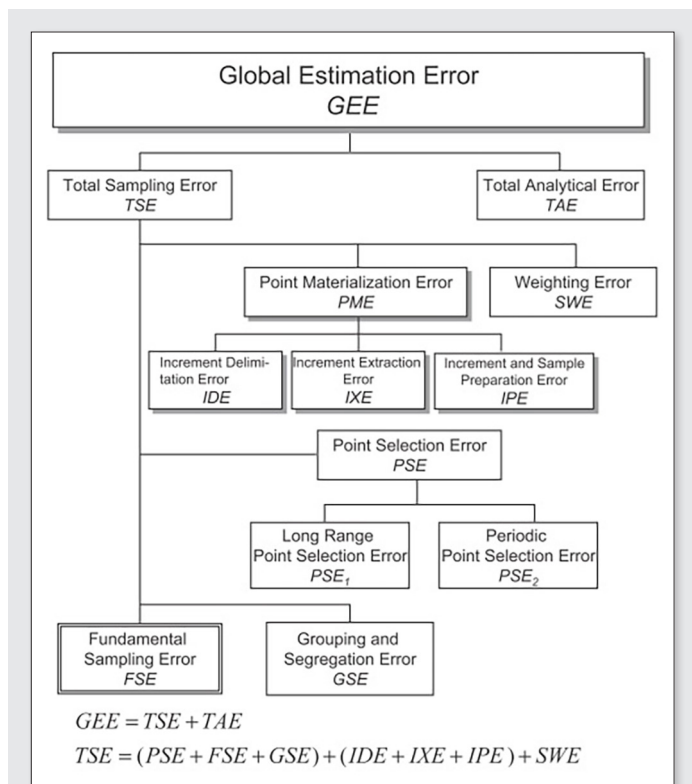 Global Estimation Error
GEE
Total Sampling Error
TSE
Total Analytical Error
TAE
Point Materialization Error
PME
Weighting Error
SWE
Increment Delimi-
tation Error
IDE
Increment Extraction
Error
IXE
Increment and Sample
Preparation Error
IPE
Point Selection Error
PSE
Long Range
Point Selection Error
PSE₁
Periodic
Point Selection Error
PSE₂
Fundamental
Sampling Error
FSE
Grouping and
Segregation Error
GSE
GEE = TSE + TAE
TSE = (PSE + FSE + GSE) + (IDE + IXE + IPE) + SWE